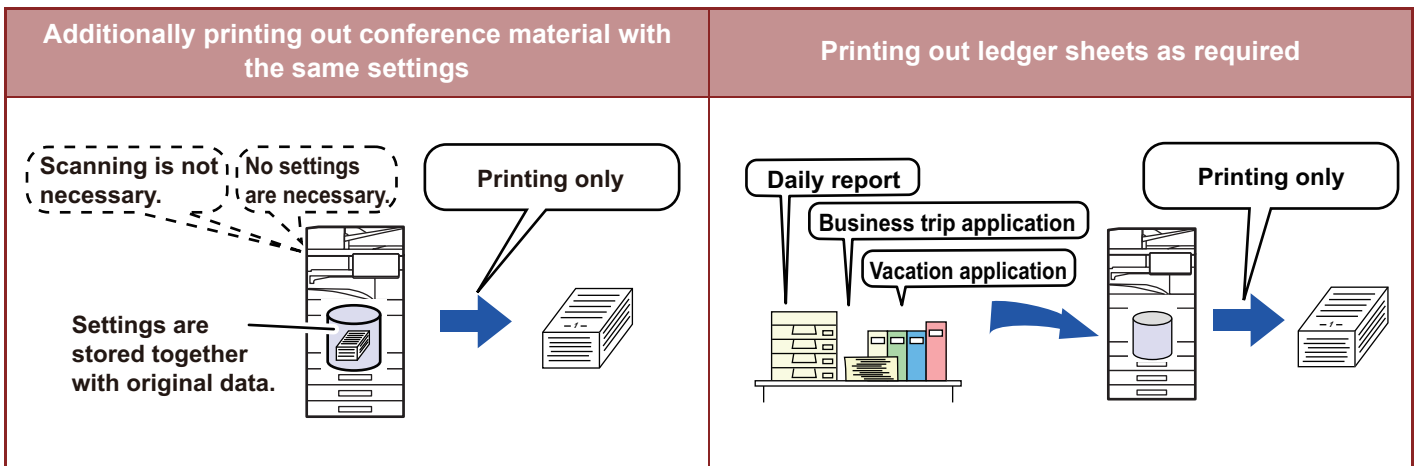 Additionally printing out conference material with
the same settings
Printing out ledger sheets as required
Scanning is not
necessary.
No settings
are necessary.
Printing only
Settings are
stored together
with original data.
–1–
Daily report
Business trip application
Vacation application
Printing only
–1–